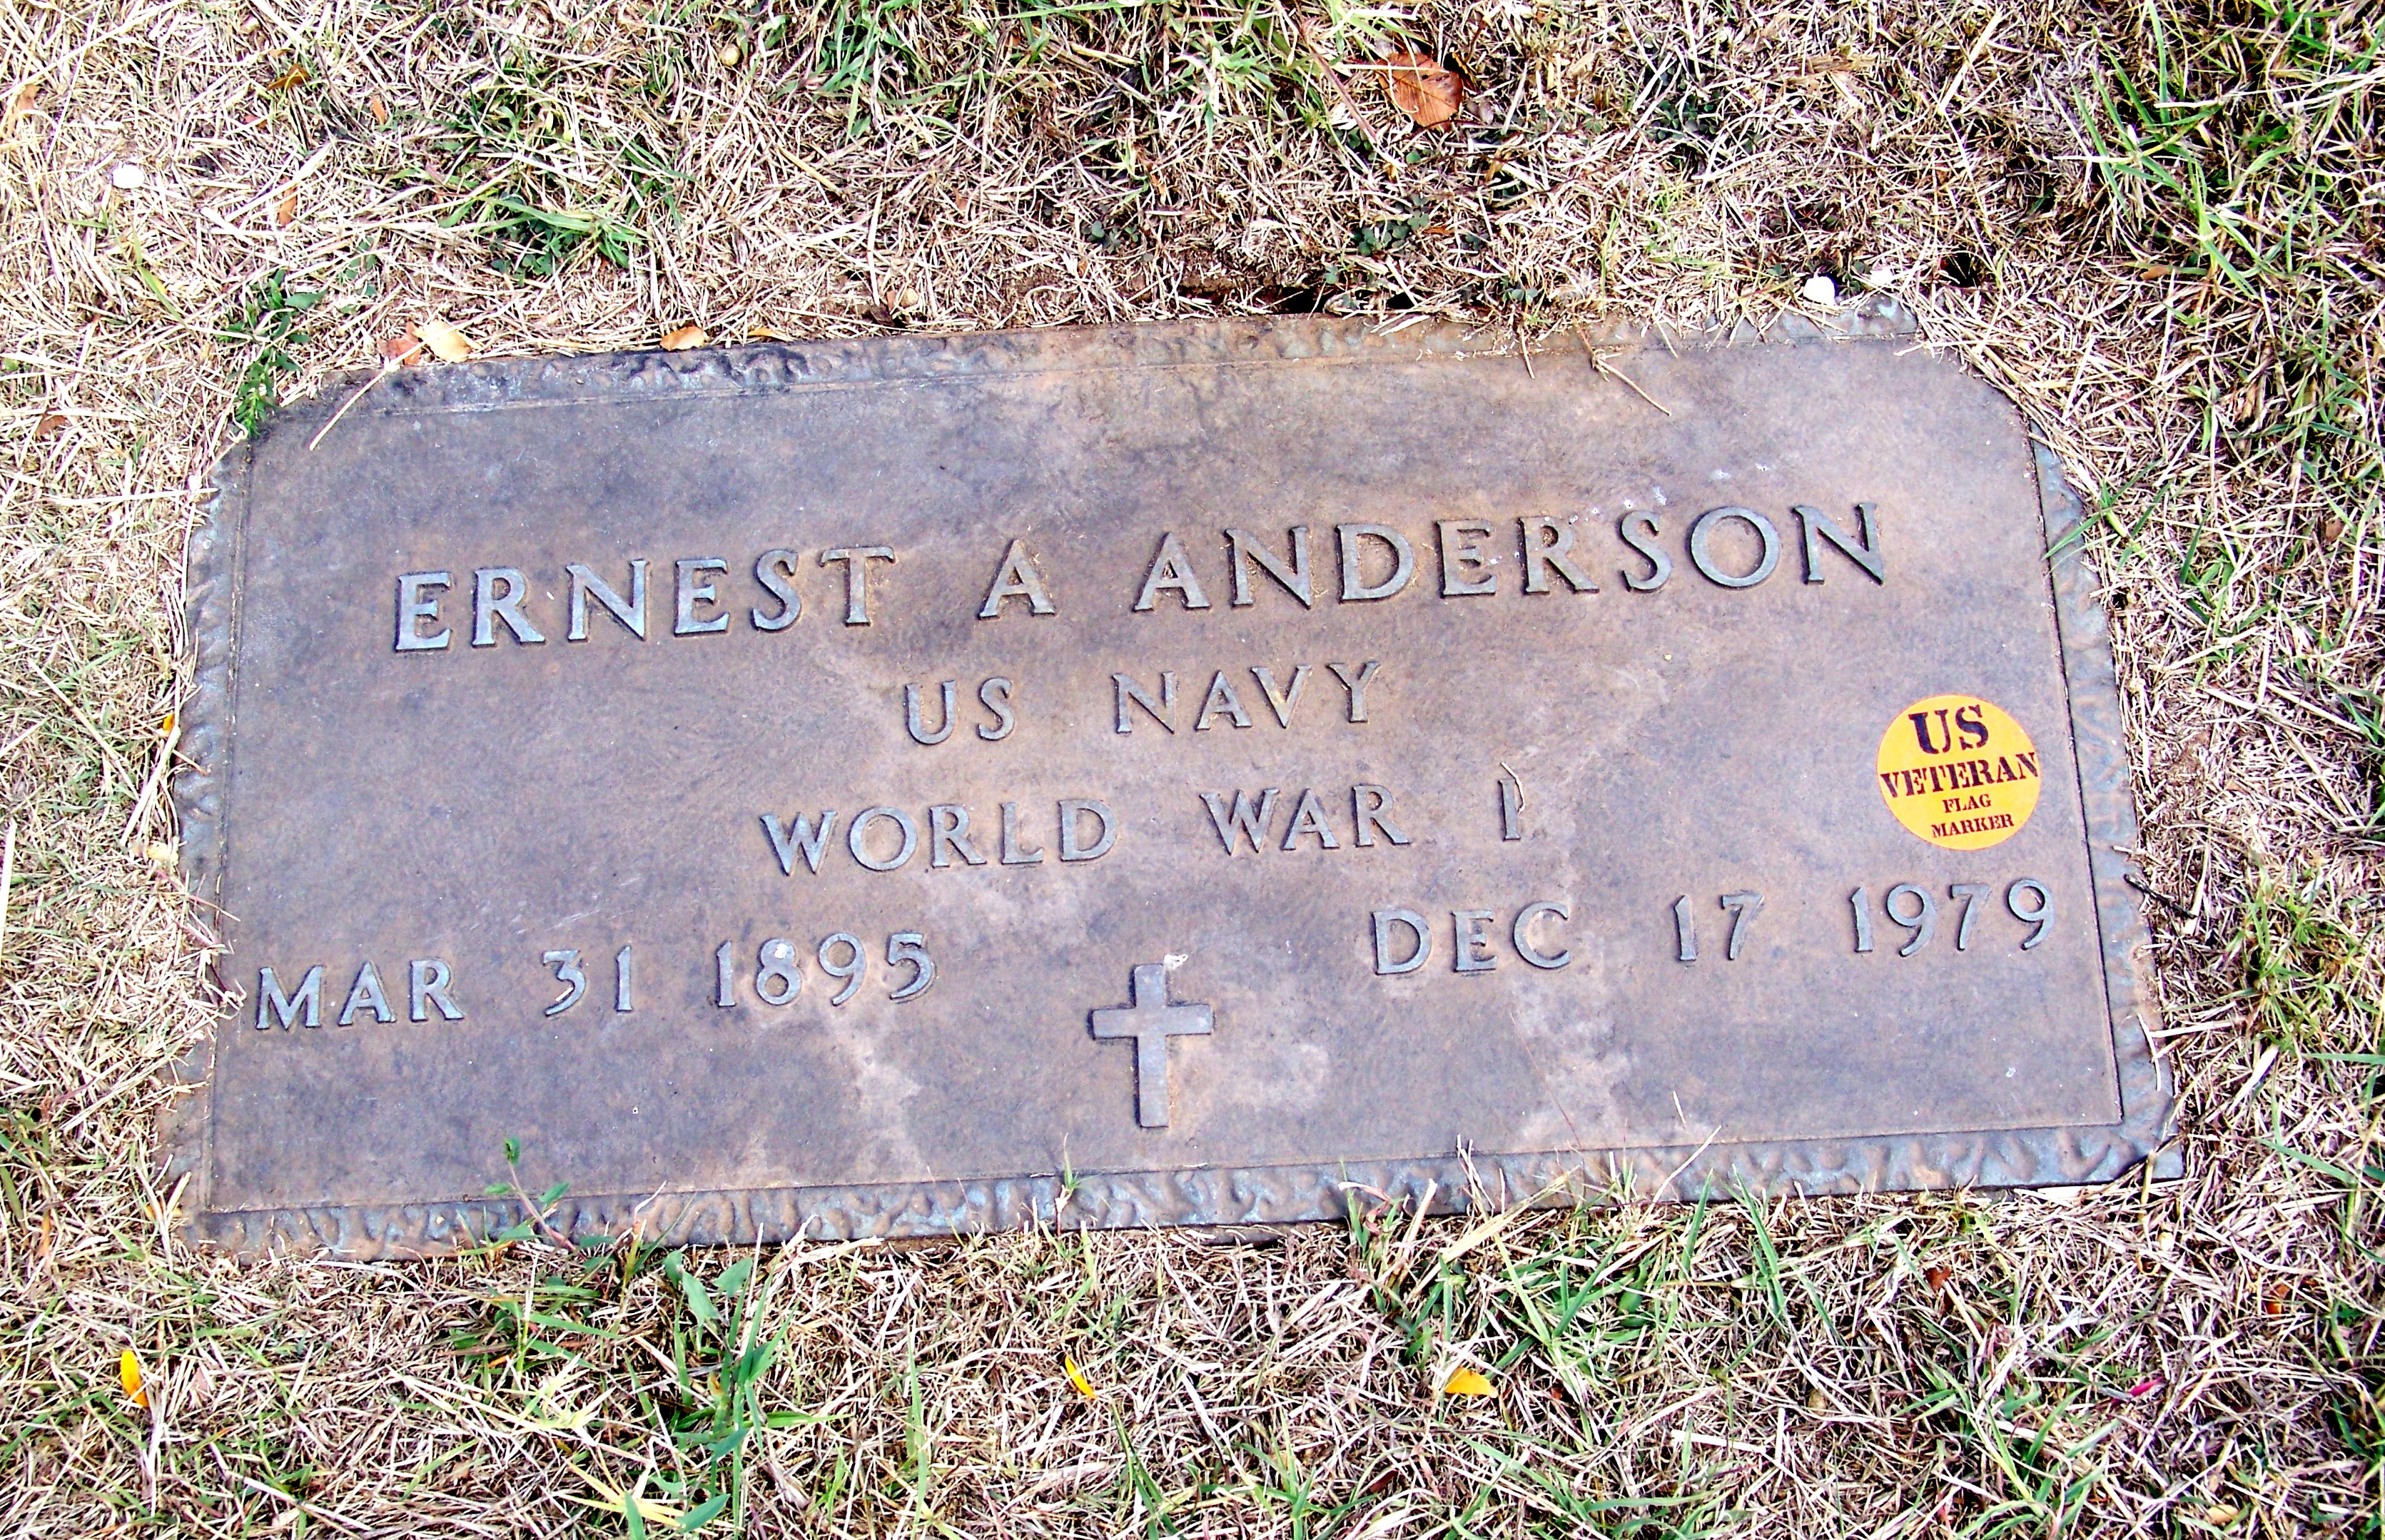 ERNEST A ANDERSON
US NAVY
WORLD WAR I
MAR 31 1895 DEC 17 1979
US
VETERAN
FLAG
MARKER